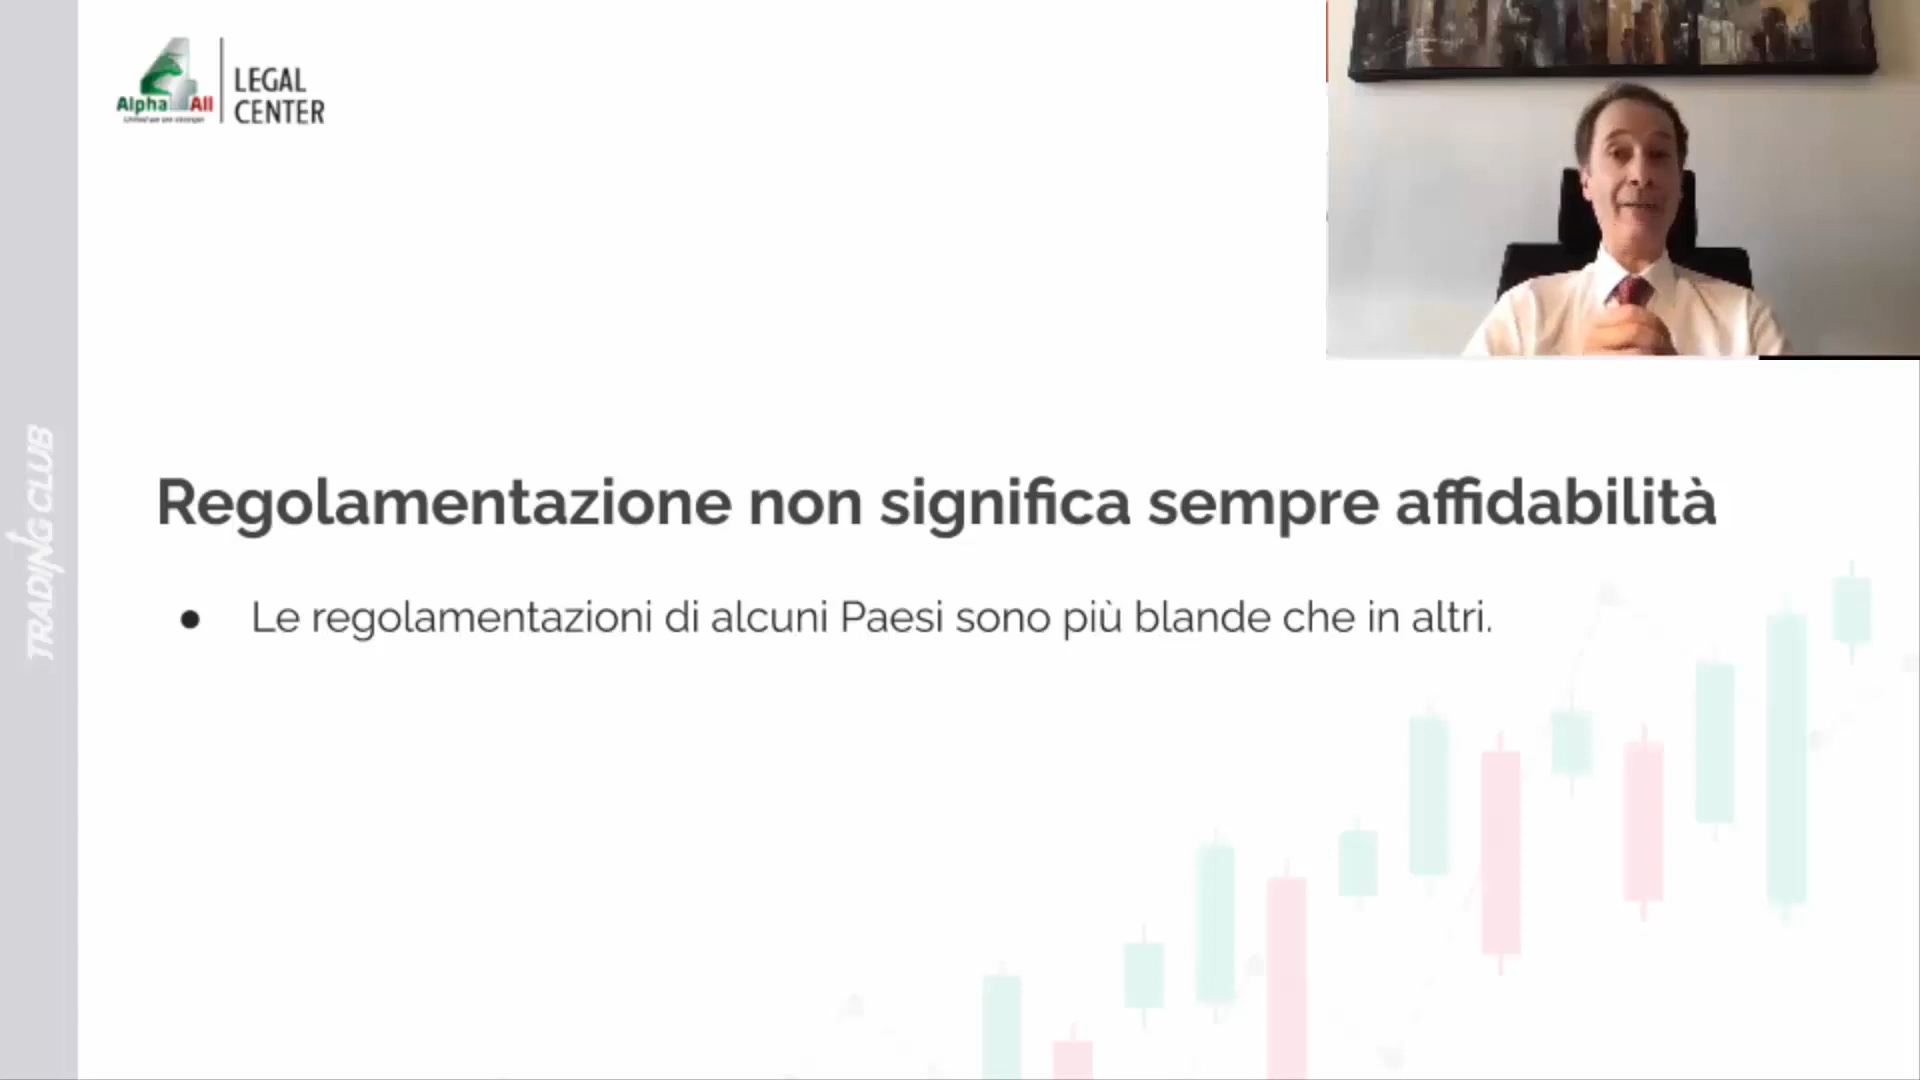 Alpha 4 All
LEGAL
CENTER
TRADING CLUB
Regolamentazione non significa sempre affidabilità
● Le regolamentazioni di alcuni Paesi sono più blande che in altri.